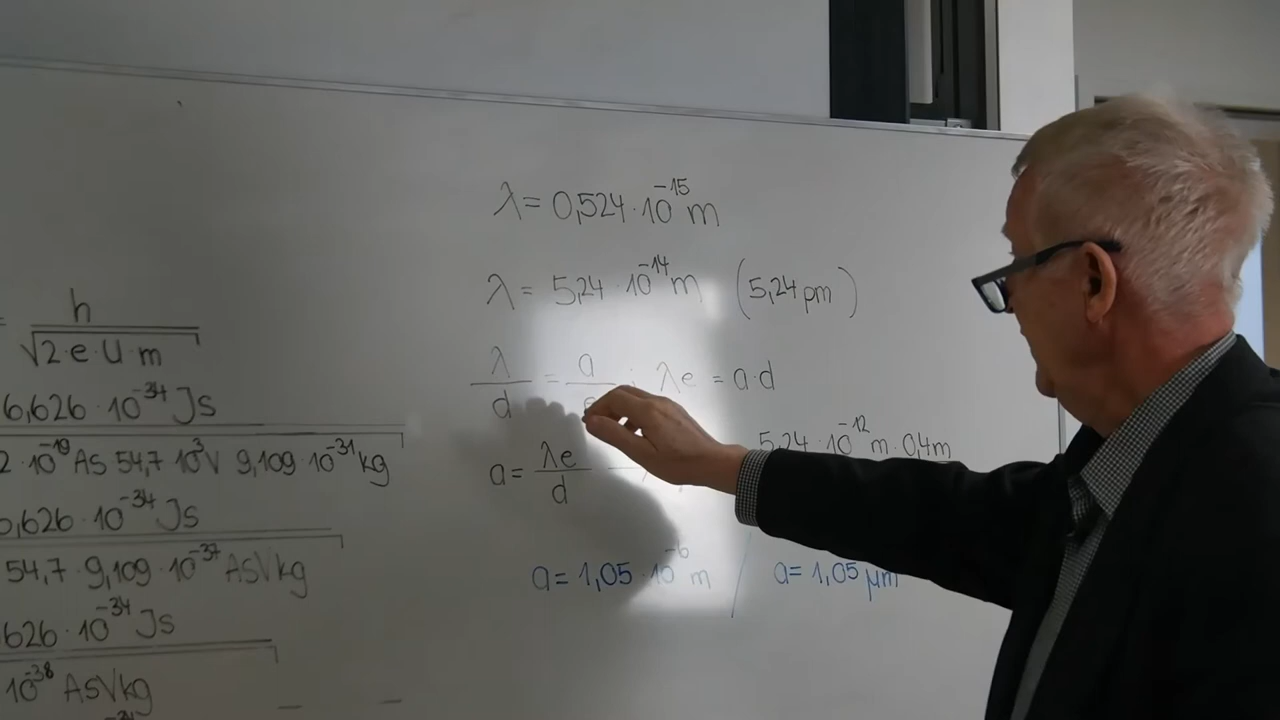 h
√2·e·U·m
6,626·10⁻³⁴ Js
2·10⁻¹⁹ As 54,7 10³V 9,109·10⁻³¹ kg
6,626·10⁻³⁴ Js
54,7·9,109·10⁻³⁷ ASVkg
626·10⁻³⁴ Js
10⁻³⁸ ASVkg
λ = 0,524·10⁻¹⁵ m
λ = 5,24·10⁻¹⁴ m (5,24 pm)
λ/d = a/e ; λe = a·d
a = λe/d
5,24·10⁻¹² m·0,4m
a = 1,05·10⁻⁶ m / a = 1,05 μm